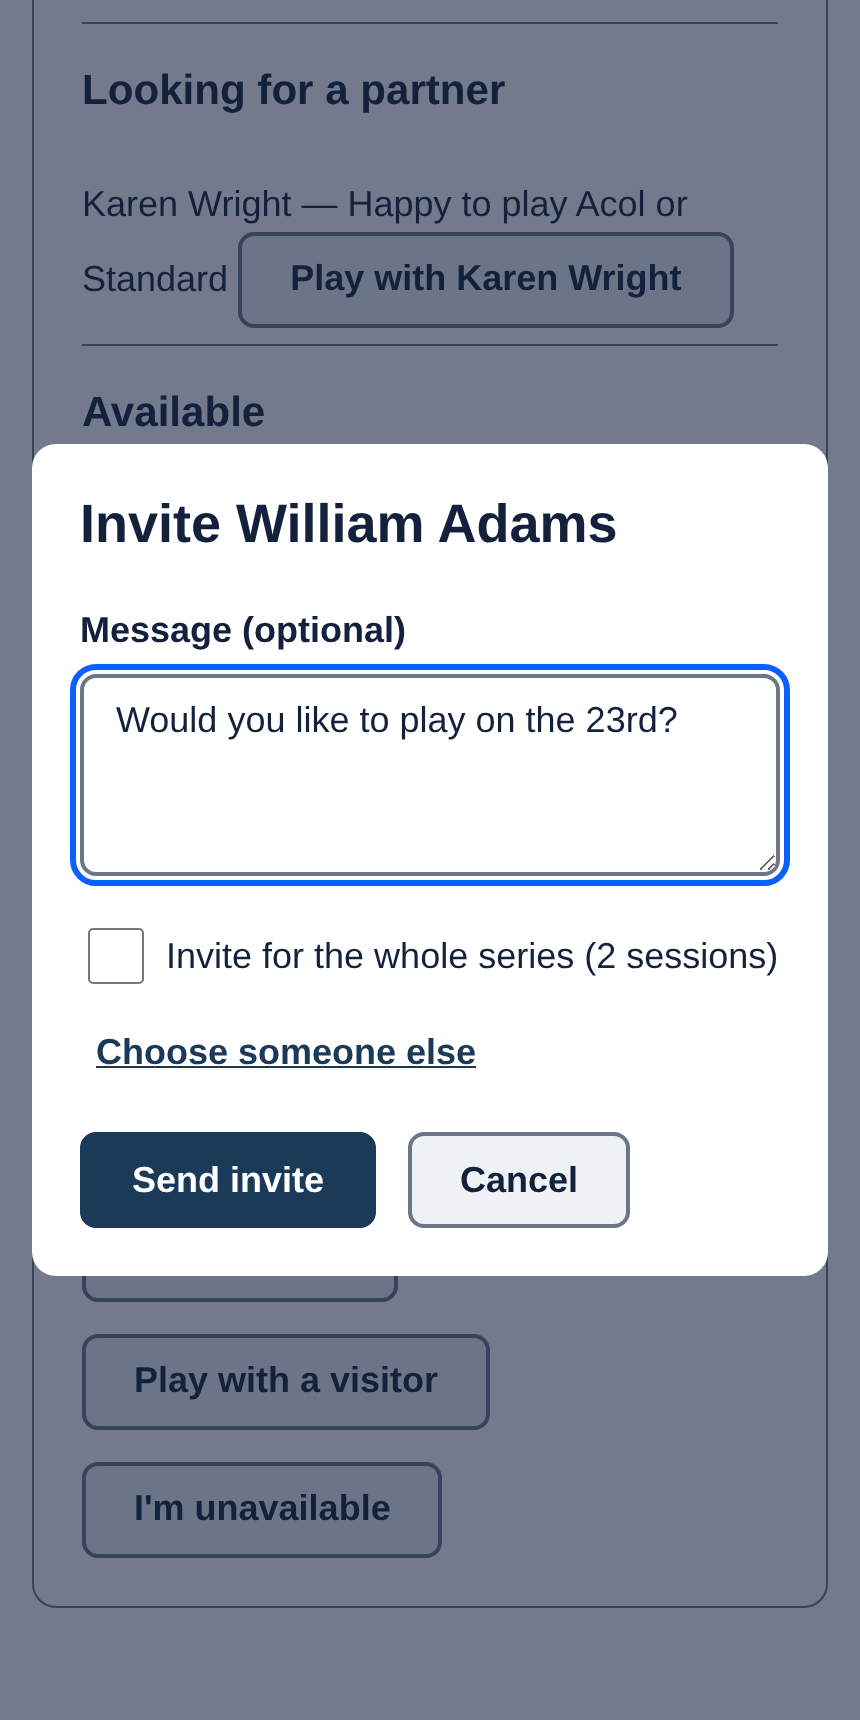 Looking for a partner
Karen Wright — Happy to play Acol or
Standard Play with Karen Wright
Available
Invite William Adams
Message (optional)
Would you like to play on the 23rd?
Invite for the whole series (2 sessions)
Choose someone else
Send invite Cancel
Play with a visitor
I'm unavailable